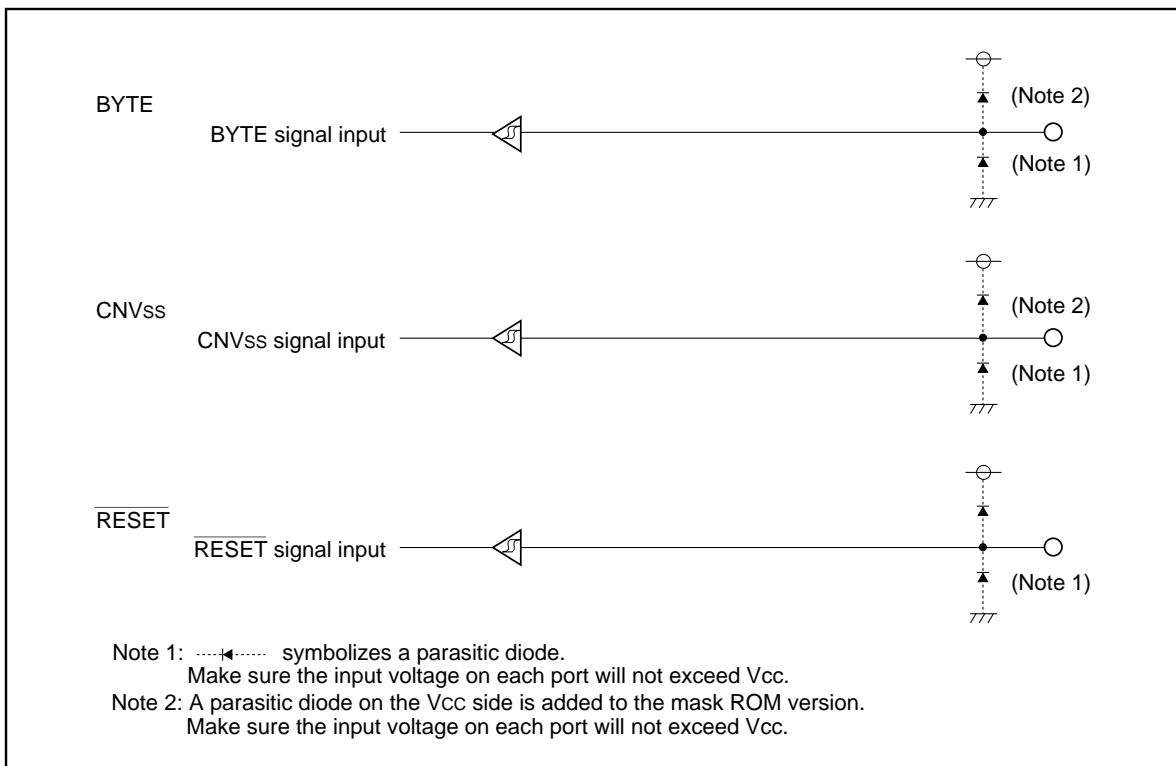 BYTE
BYTE signal input
(Note 2)
(Note 1)
CNVss
CNVss signal input
(Note 2)
(Note 1)
RESET
RESET signal input
(Note 1)
Note 1: symbolizes a parasitic diode.
Make sure the input voltage on each port will not exceed Vcc.
Note 2: A parasitic diode on the VCC side is added to the mask ROM version.
Make sure the input voltage on each port will not exceed Vcc.